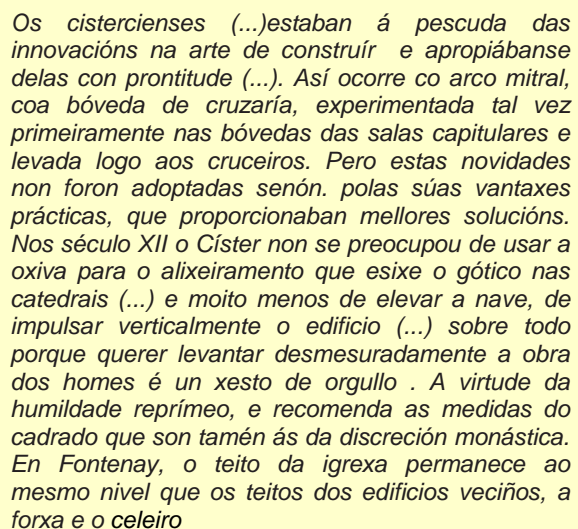 Os cistercienses (...)estaban á pescuda das
innovacións na arte de construír e apropiábanse
delas con prontitude (...). Así ocorre co arco mitral,
coa bóveda de cruzaría, experimentada tal vez
primeiramente nas bóvedas das salas capitulares e
levada logo aos cruceiros. Pero estas novidades
non foron adoptadas senón. polas súas vantaxes
prácticas, que proporcionaban mellores solucións.
Nos século XII o Císter non se preocupou de usar a
oxiva para o alixeiramento que esixe o gótico nas
catedrais (...) e moito menos de elevar a nave, de
impulsar verticalmente o edificio (...) sobre todo
porque querer levantar desmesuradamente a obra
dos homes é un xesto de orgullo . A virtude da
humildade reprímeo, e recomenda as medidas do
cadrado que son tamén ás da discreción monástica.
En Fontenay, o teito da igrexa permanece ao
mesmo nivel que os teitos dos edificios veciños, a
forxa e o celeiro